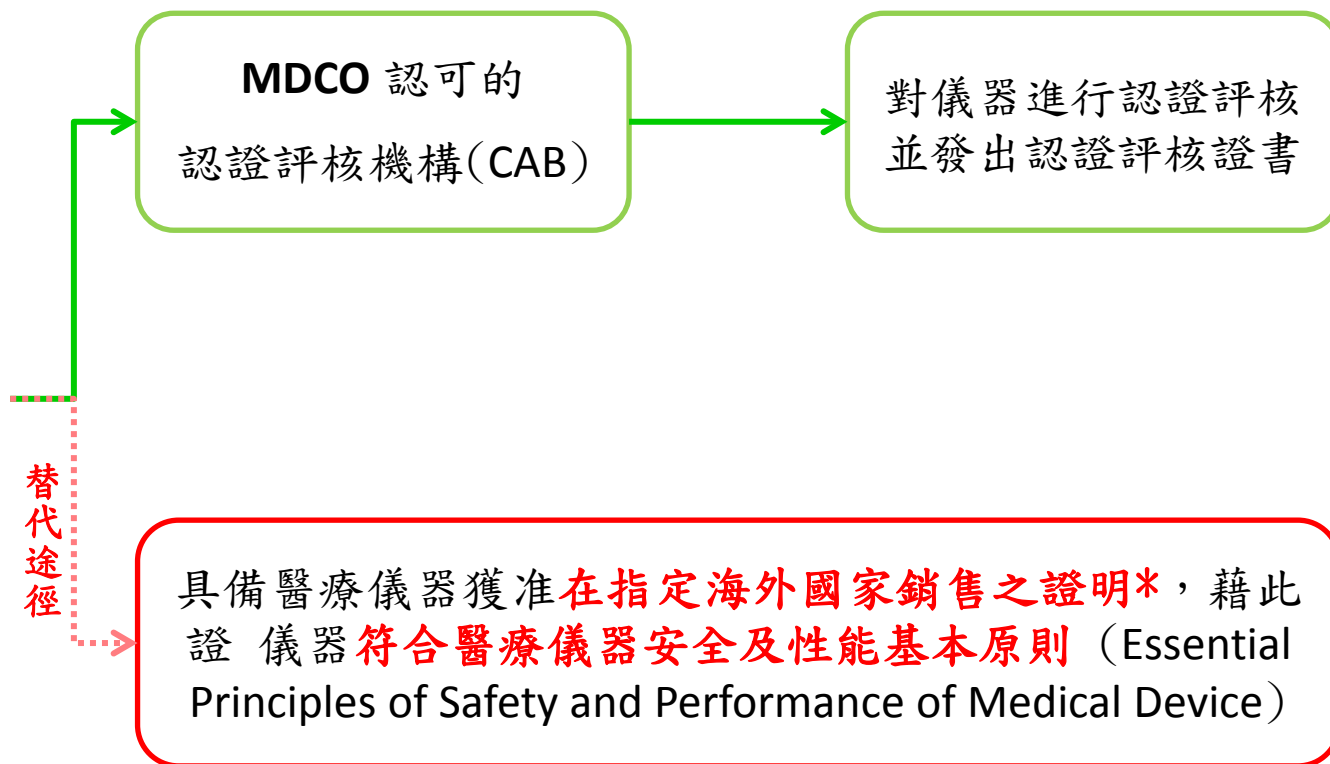 MDCO 認可的
認證評核機構(CAB)
對儀器進行認證評核
並發出認證評核證書
替代途徑
具備醫療儀器獲准在指定海外國家銷售之證明*,藉此
證 儀器符合醫療儀器安全及性能基本原則(Essential
Principles of Safety and Performance of Medical Device)